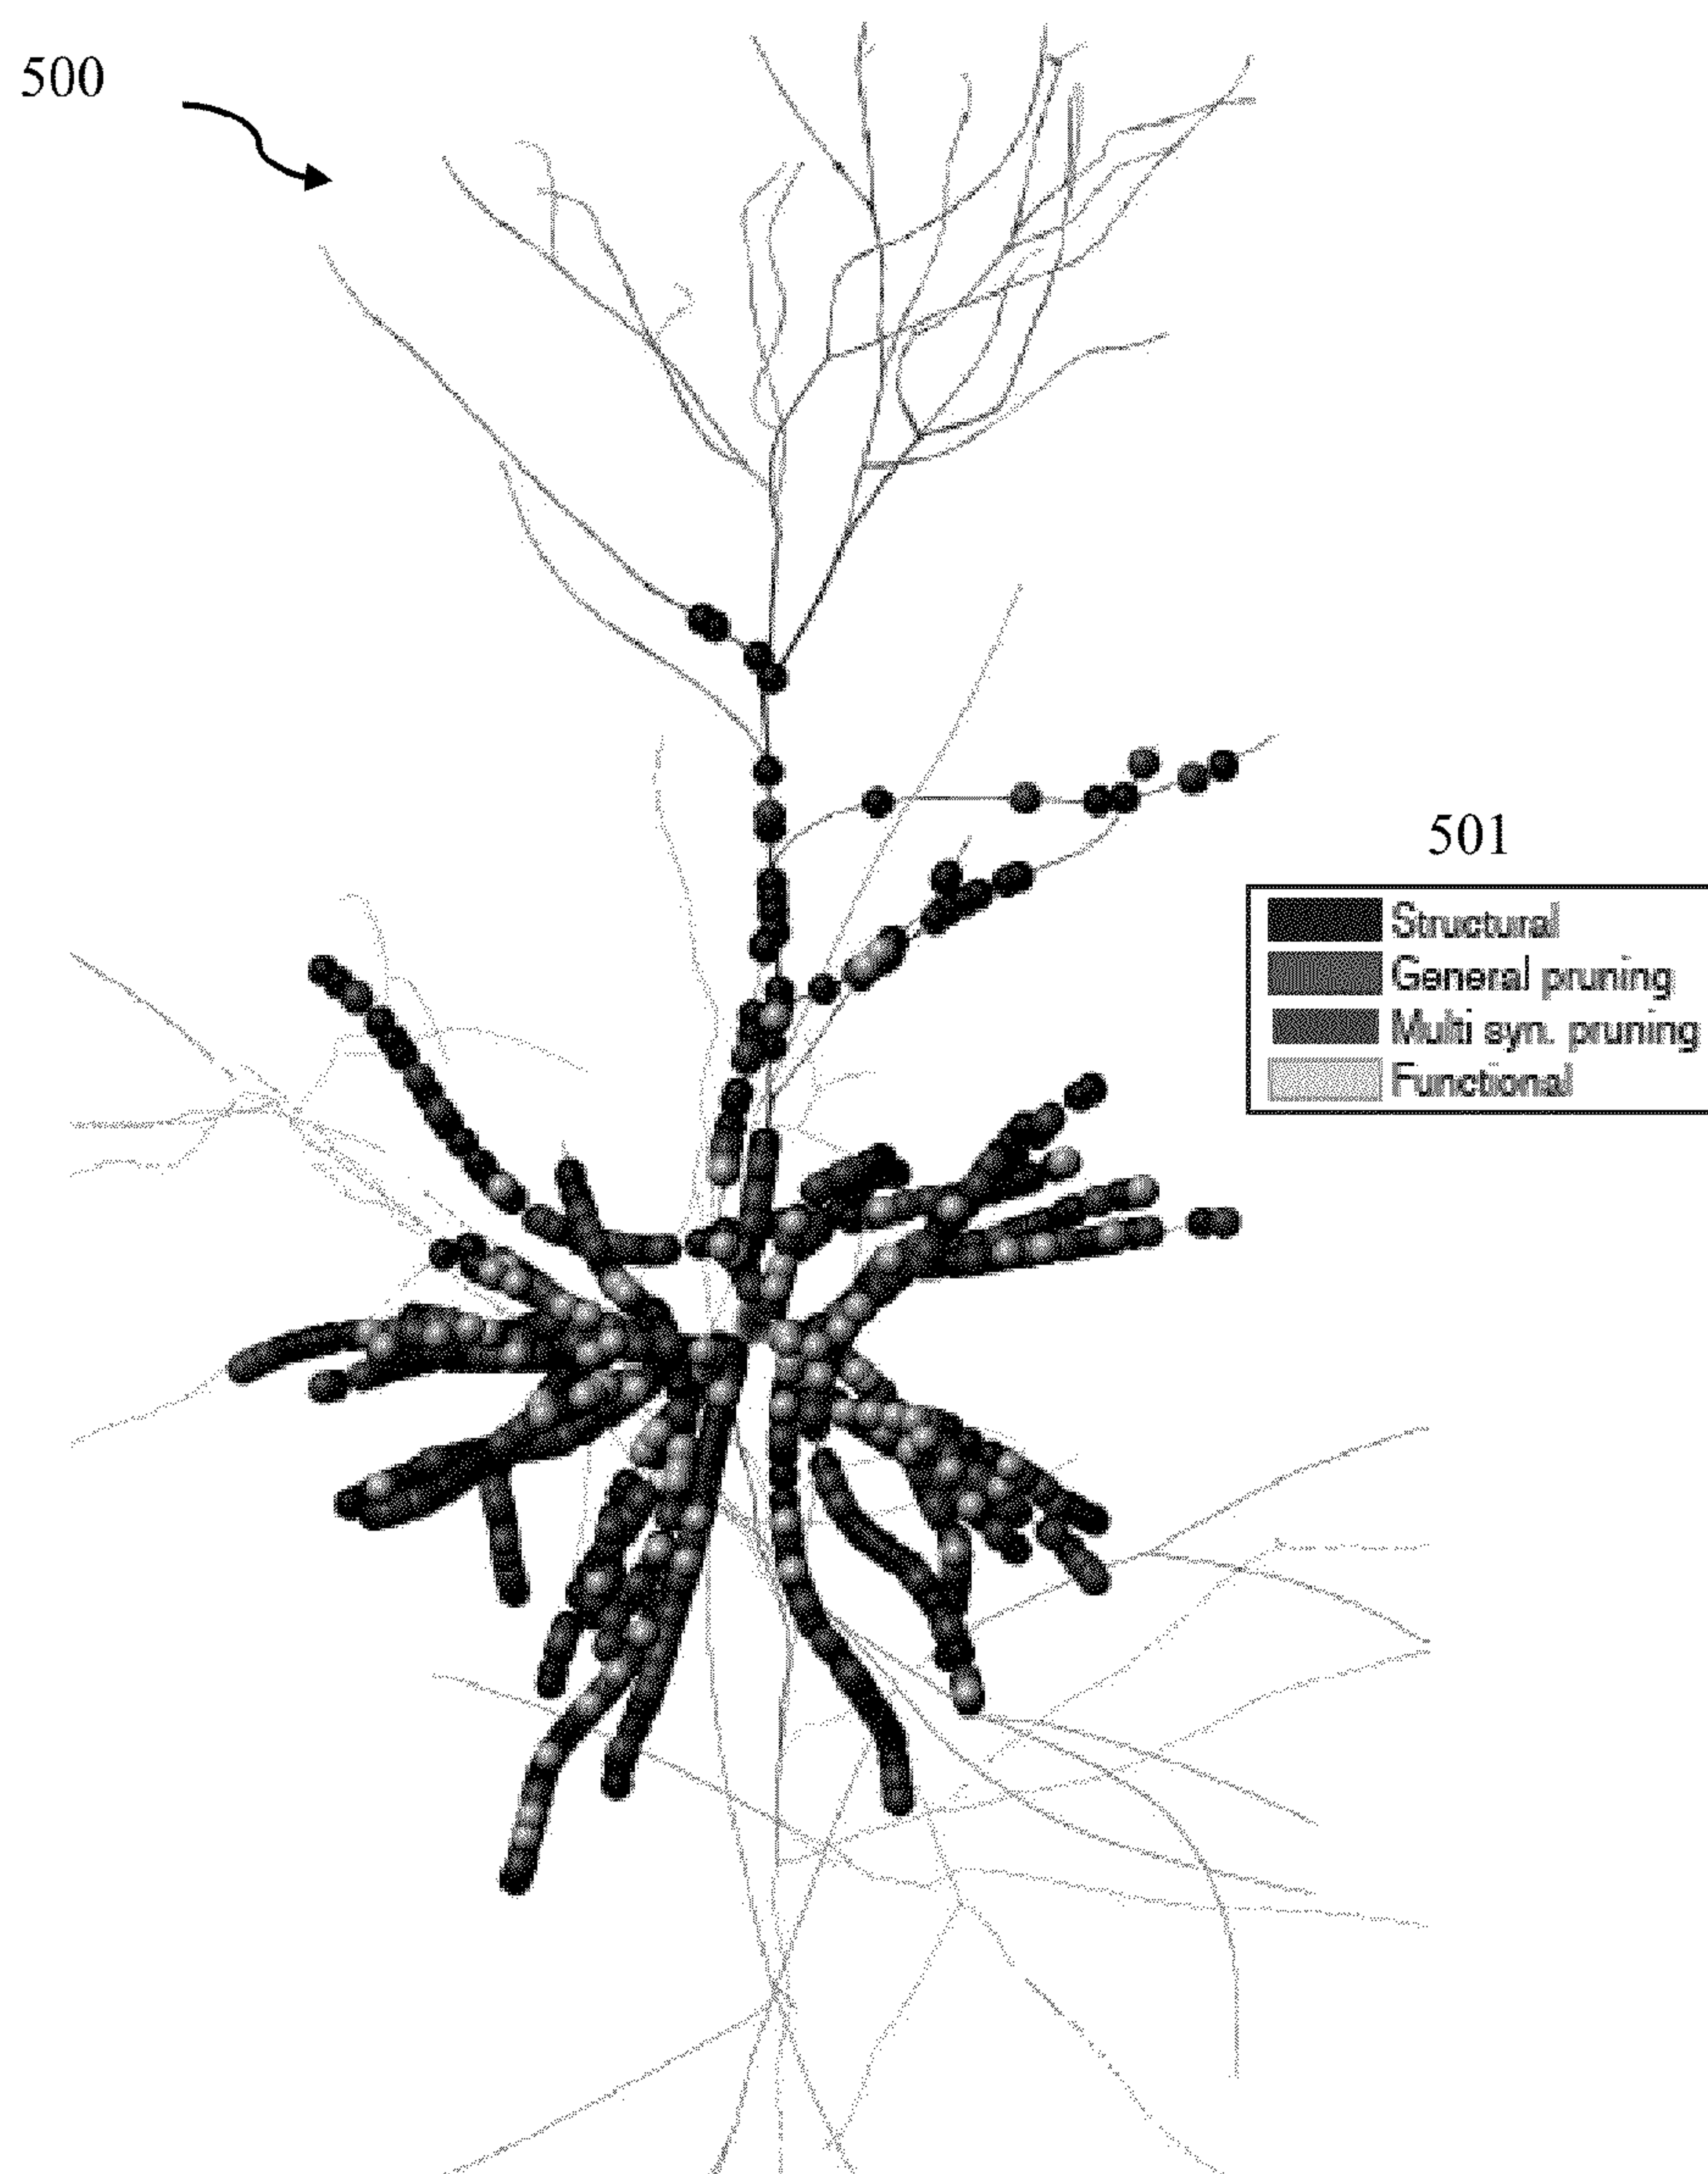 500
501
Structural
General pruning
Multi syn. pruning
Functional